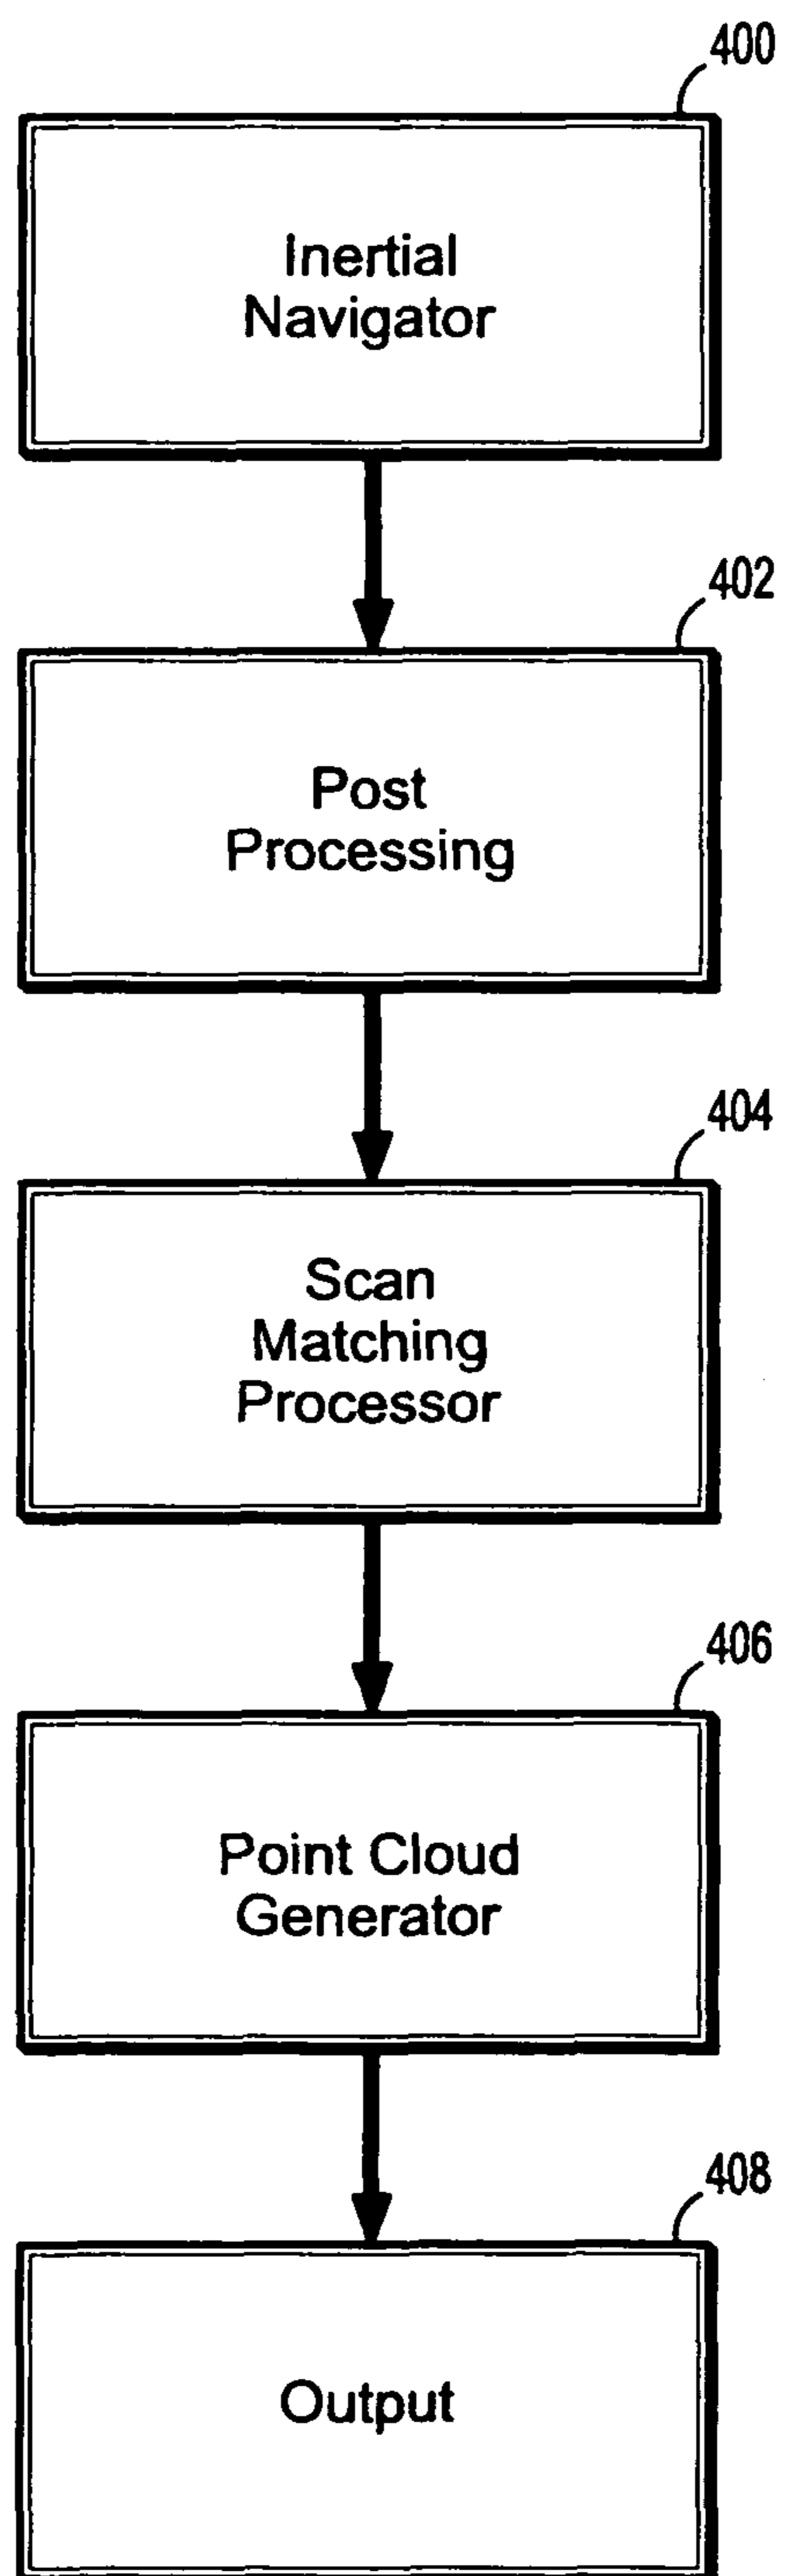 400
Inertial
Navigator
402
Post
Processing
404
Scan
Matching
Processor
406
Point Cloud
Generator
408
Output